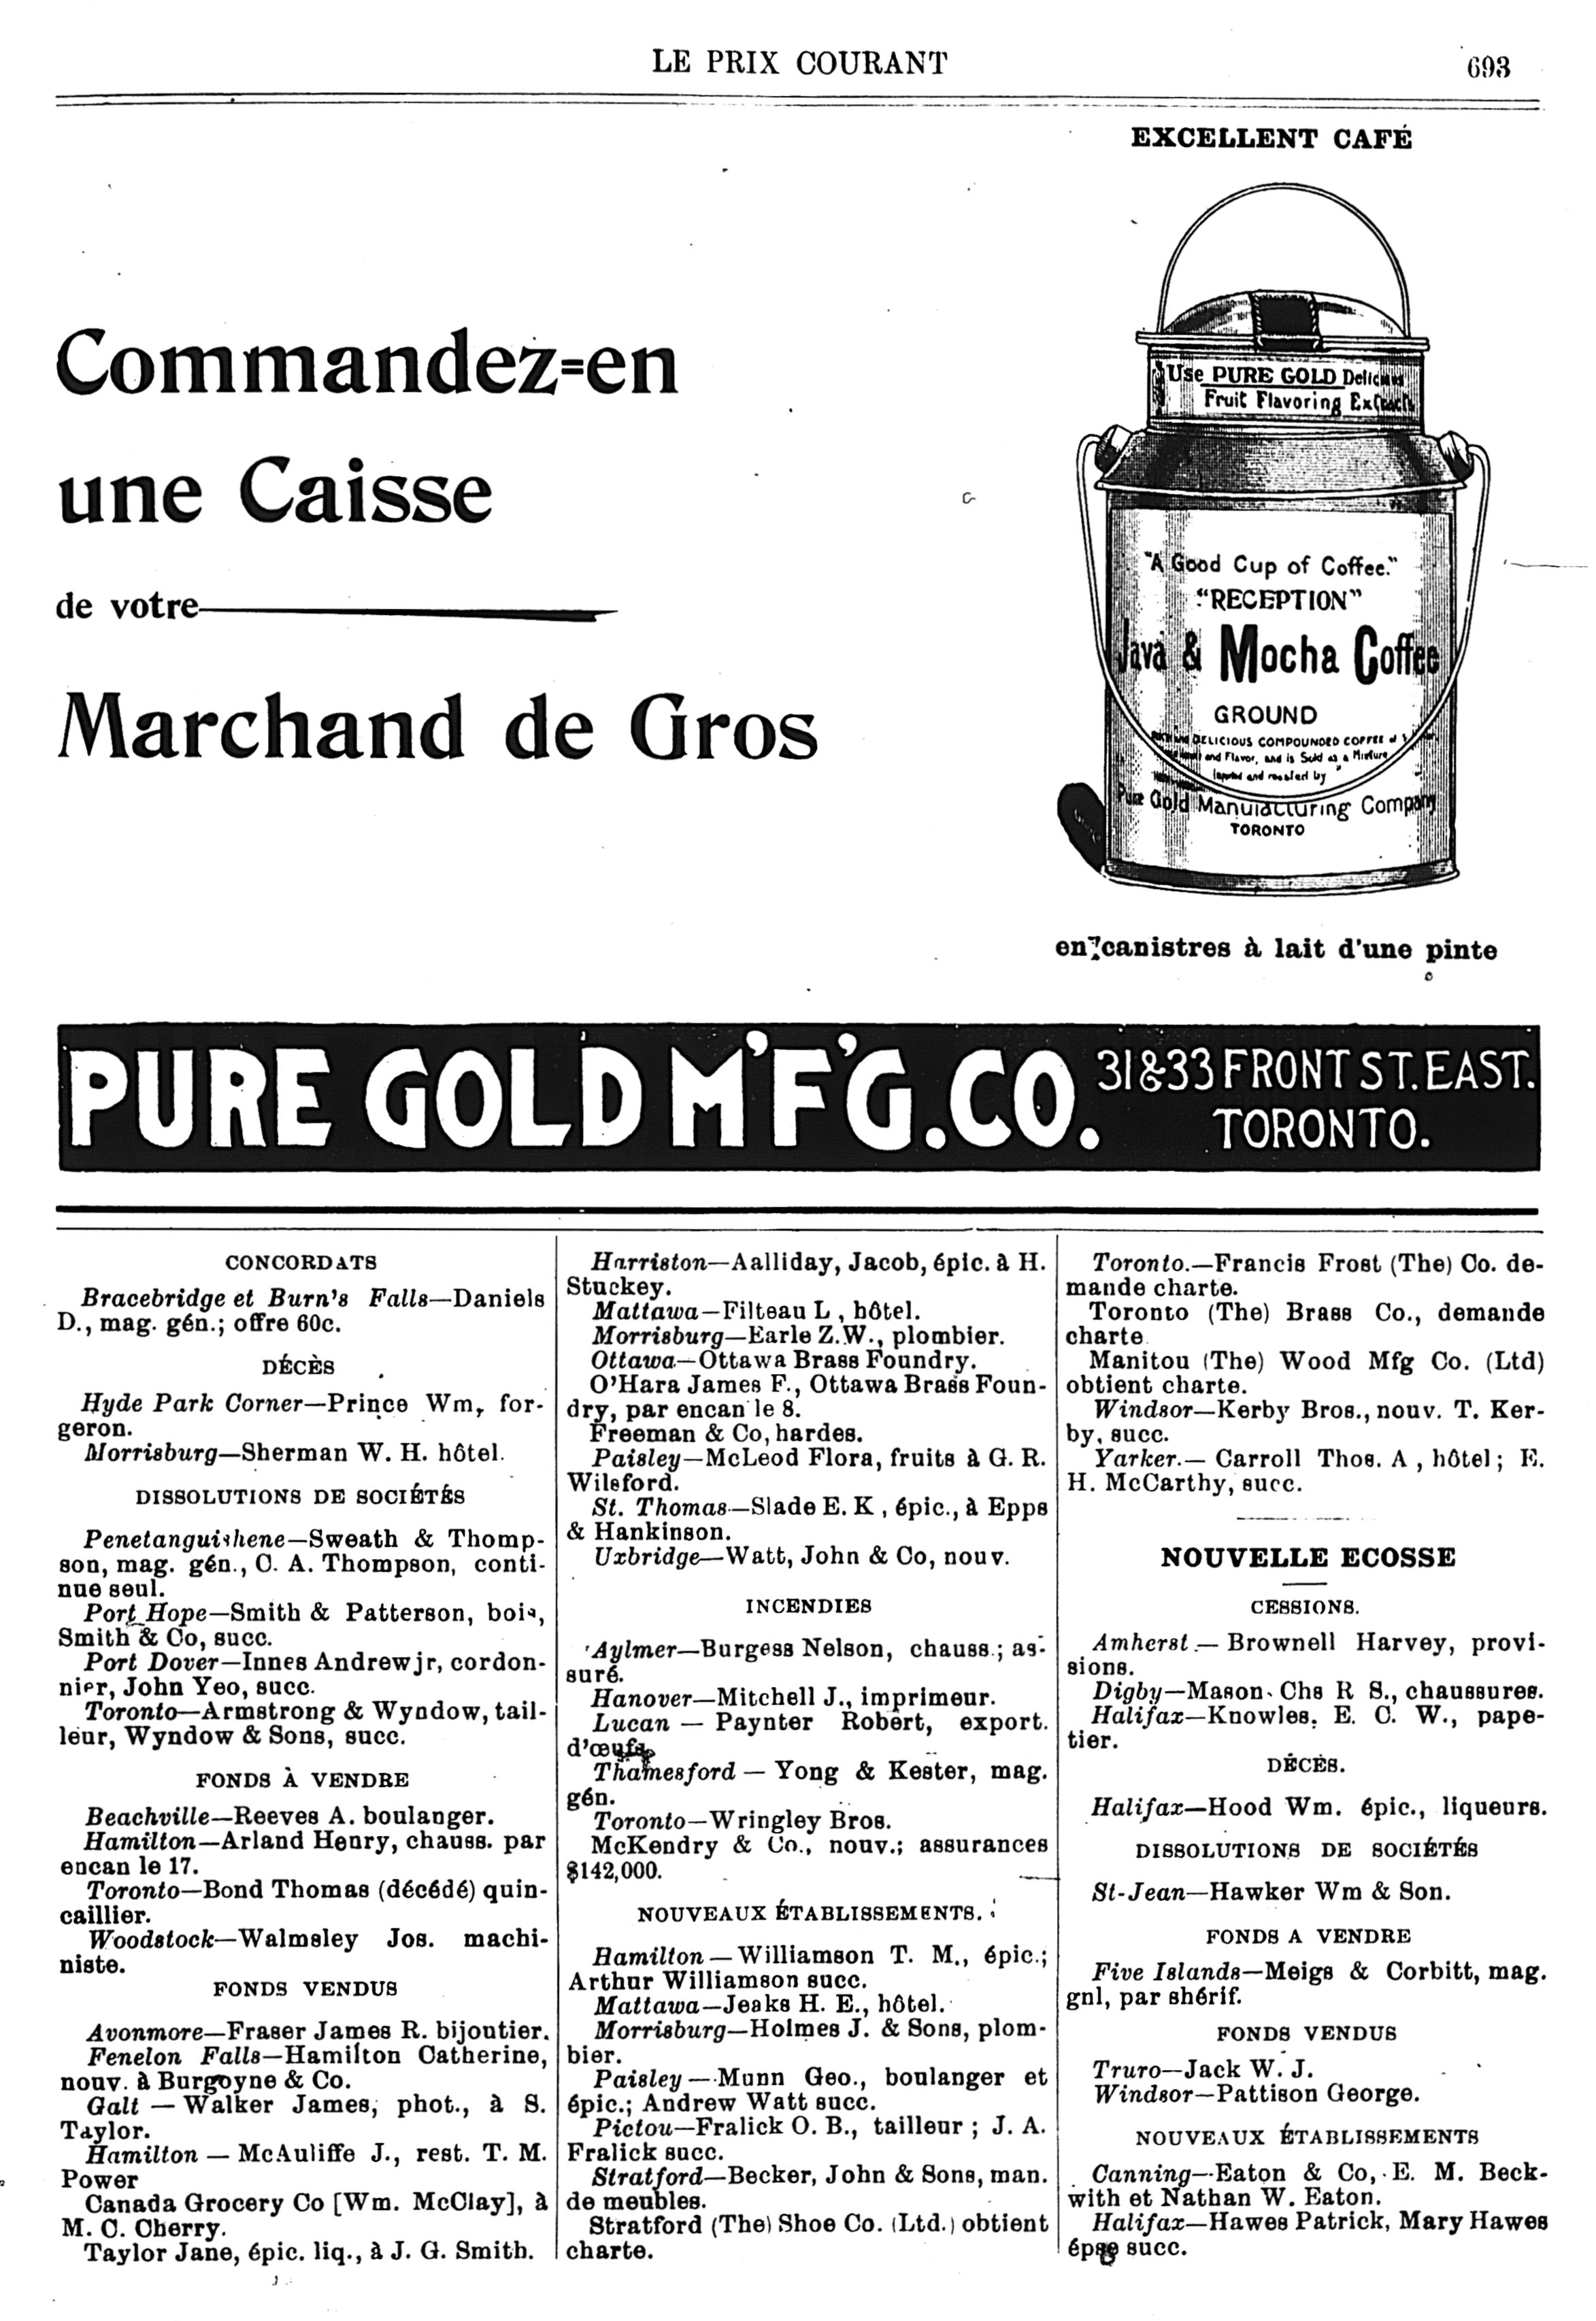 LE PRIX COURANT
693
EXCELLENT CAFÉ
Commandez=en
une Caisse
de votre
Marchand de Gros
Use PURE GOLD
Fruit Flavoring
"A Good Cup of Coffee."
"RECEPTION"
Java & Mocha Coffee
GROUND
DELICIOUS COMPOUNDED COFFEE
and Flavor, and is Sold as a Mixture
and roasted by
Pure Gold Manufacturing Company
TORONTO
en canistres à lait d'une pinte
PURE GOLD M'F'G.CO.
31&33 FRONT ST. EAST.
TORONTO.
CONCORDATS
Bracebridge et Burn's Falls—Daniels
D., mag. gén.; offre 60c.
DÉCÈS
Hyde Park Corner—Prince Wm, for-
geron.
Morrisburg—Sherman W. H. hôtel.
DISSOLUTIONS DE SOCIÉTÉS
Penetanguishene—Sweath & Thomp-
son, mag. gén., C. A. Thompson, conti-
nue seul.
Port Hope—Smith & Patterson, bois,
Smith & Co, succ.
Port Dover—Innes Andrew jr, cordon-
nier, John Yeo, succ.
Toronto—Armstrong & Wyndow, tail-
leur, Wyndow & Sons, succ.
FONDS À VENDRE
Beachville—Reeves A. boulanger.
Hamilton—Arland Henry, chauss. par
encan le 17.
Toronto—Bond Thomas (décédé) quin-
caillier.
Woodstock—Walmsley Jos. machi-
niste.
FONDS VENDUS
Avonmore—Fraser James R. bijoutier.
Fenelon Falls—Hamilton Catherine,
nouv. à Burgoyne & Co.
Galt — Walker James, phot., à S.
Taylor.
Hamilton — McAuliffe J., rest. T. M.
Power
Canada Grocery Co [Wm. McClay], à
M. C. Cherry.
Taylor Jane, épic. liq., à J. G. Smith.
Harriston—Aalliday, Jacob, épic. à H.
Stuckey.
Mattawa—Filteau L , hôtel.
Morrisburg—Earle Z.W., plombier.
Ottawa—Ottawa Brass Foundry.
O'Hara James F., Ottawa Brass Foun-
dry, par encan le 8.
Freeman & Co, hardes.
Paisley—McLeod Flora, fruits à G. R.
Wilsford.
St. Thomas—Slade E. K , épic., à Epps
& Hankinson.
Uxbridge—Watt, John & Co, nouv.
INCENDIES
Aylmer—Burgess Nelson, chauss.; as-
suré.
Hanover—Mitchell J., imprimeur.
Lucan — Paynter Robert, export.
d'œufs,
Thamesford — Yong & Kester, mag.
gén.
Toronto—Wringley Bros.
McKendry & Co., nouv.; assurances
$142,000.
NOUVEAUX ÉTABLISSEMENTS.
Hamilton — Williamson T. M., épic.;
Arthur Williamson succ.
Mattawa—Jeaks H. E., hôtel.
Morrisburg—Holmes J. & Sons, plom-
bier.
Paisley — Munn Geo., boulanger et
épic.; Andrew Watt succ.
Pictou—Fralick O. B., tailleur ; J. A.
Fralick succ.
Stratford—Becker, John & Sons, man.
de meubles.
Stratford (The) Shoe Co. (Ltd.) obtient
charte.
Toronto.—Francis Frost (The) Co. de-
mande charte.
Toronto (The) Brass Co., demande
charte
Manitou (The) Wood Mfg Co. (Ltd)
obtient charte.
Windsor—Kerby Bros., nouv. T. Ker-
by, succ.
Yarker.— Carroll Thos. A , hôtel ; E.
H. McCarthy, succ.
NOUVELLE ECOSSE
CESSIONS.
Amherst.— Brownell Harvey, provi-
sions.
Digby—Mason Chs R S., chaussures.
Halifax—Knowles, E. C. W., pape-
tier.
DÉCÈS.
Halifax—Hood Wm. épic., liqueurs.
DISSOLUTIONS DE SOCIÉTÉS
St-Jean—Hawker Wm & Son.
FONDS A VENDRE
Five Islands—Meigs & Corbitt, mag.
gnl, par shérif.
FONDS VENDUS
Truro—Jack W. J.
Windsor—Pattison George.
NOUVEAUX ÉTABLISSEMENTS
Canning—Eaton & Co, E. M. Beck-
with et Nathan W. Eaton.
Halifax—Hawes Patrick, Mary Hawes
succ.